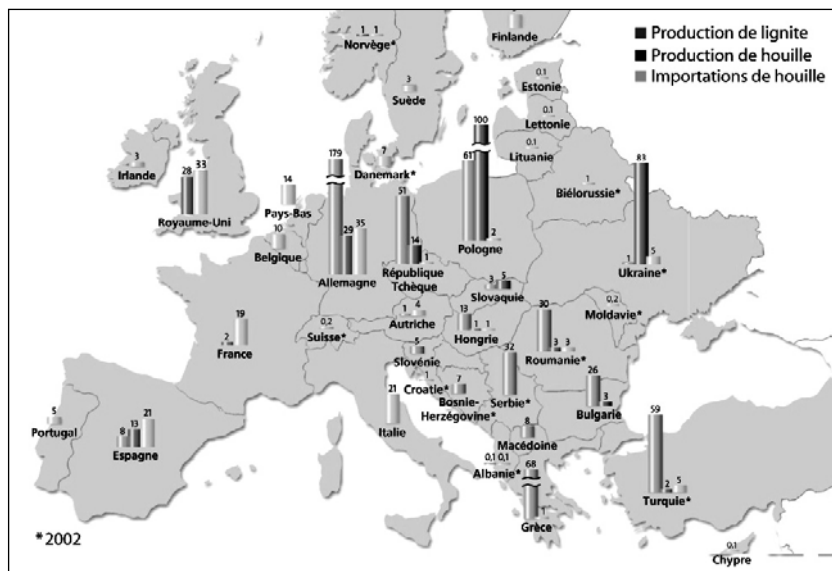 Production de lignite
Production de houille
Importations de houille
Finlande
1 1
Norvège*
3
Suède
0,1
Estonie
0,1
Lettonie
0,1
Lituanie
3
Irlande
28 33
Royaume-Uni
14
Pays-Bas
10
Belgique
7
Danemark*
179
29 35
Allemagne
51
14
1
République
Tchèque
61 100
2
Pologne
1
Biélorussie*
1 83 5
Ukraine*
3 5
Slovaquie
1 4
Autriche
13
1 1
Hongrie
0,2
Moldavie*
30
3 3
Roumanie*
2 19
France
0,2
Suisse*
5
Slovénie
1
Croatie*
7
Bosnie-
Herzégovine*
32
Serbie*
26
3
Bulgarie
5
Portugal
8 13 21
Espagne
21
Italie
8
Macédoine
0,1 0,1
Albanie*
68
1
Grèce
59
2 5
Turquie*
0,1
Chypre
*2002